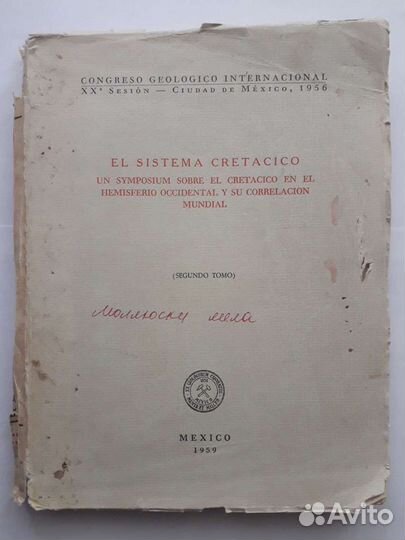 CONGRESO GEOLOGICO INTERNACIONAL
XXª SESIÓN — CIUDAD DE MÉXICO, 1956
EL SISTEMA CRETACICO
UN SYMPOSIUM SOBRE EL CRETACICO EN EL
HEMISFERIO OCCIDENTAL Y SU CORRELACION
MUNDIAL
(SEGUNDO TOMO)
Моллюски мела
MEXICO
1959
Avito